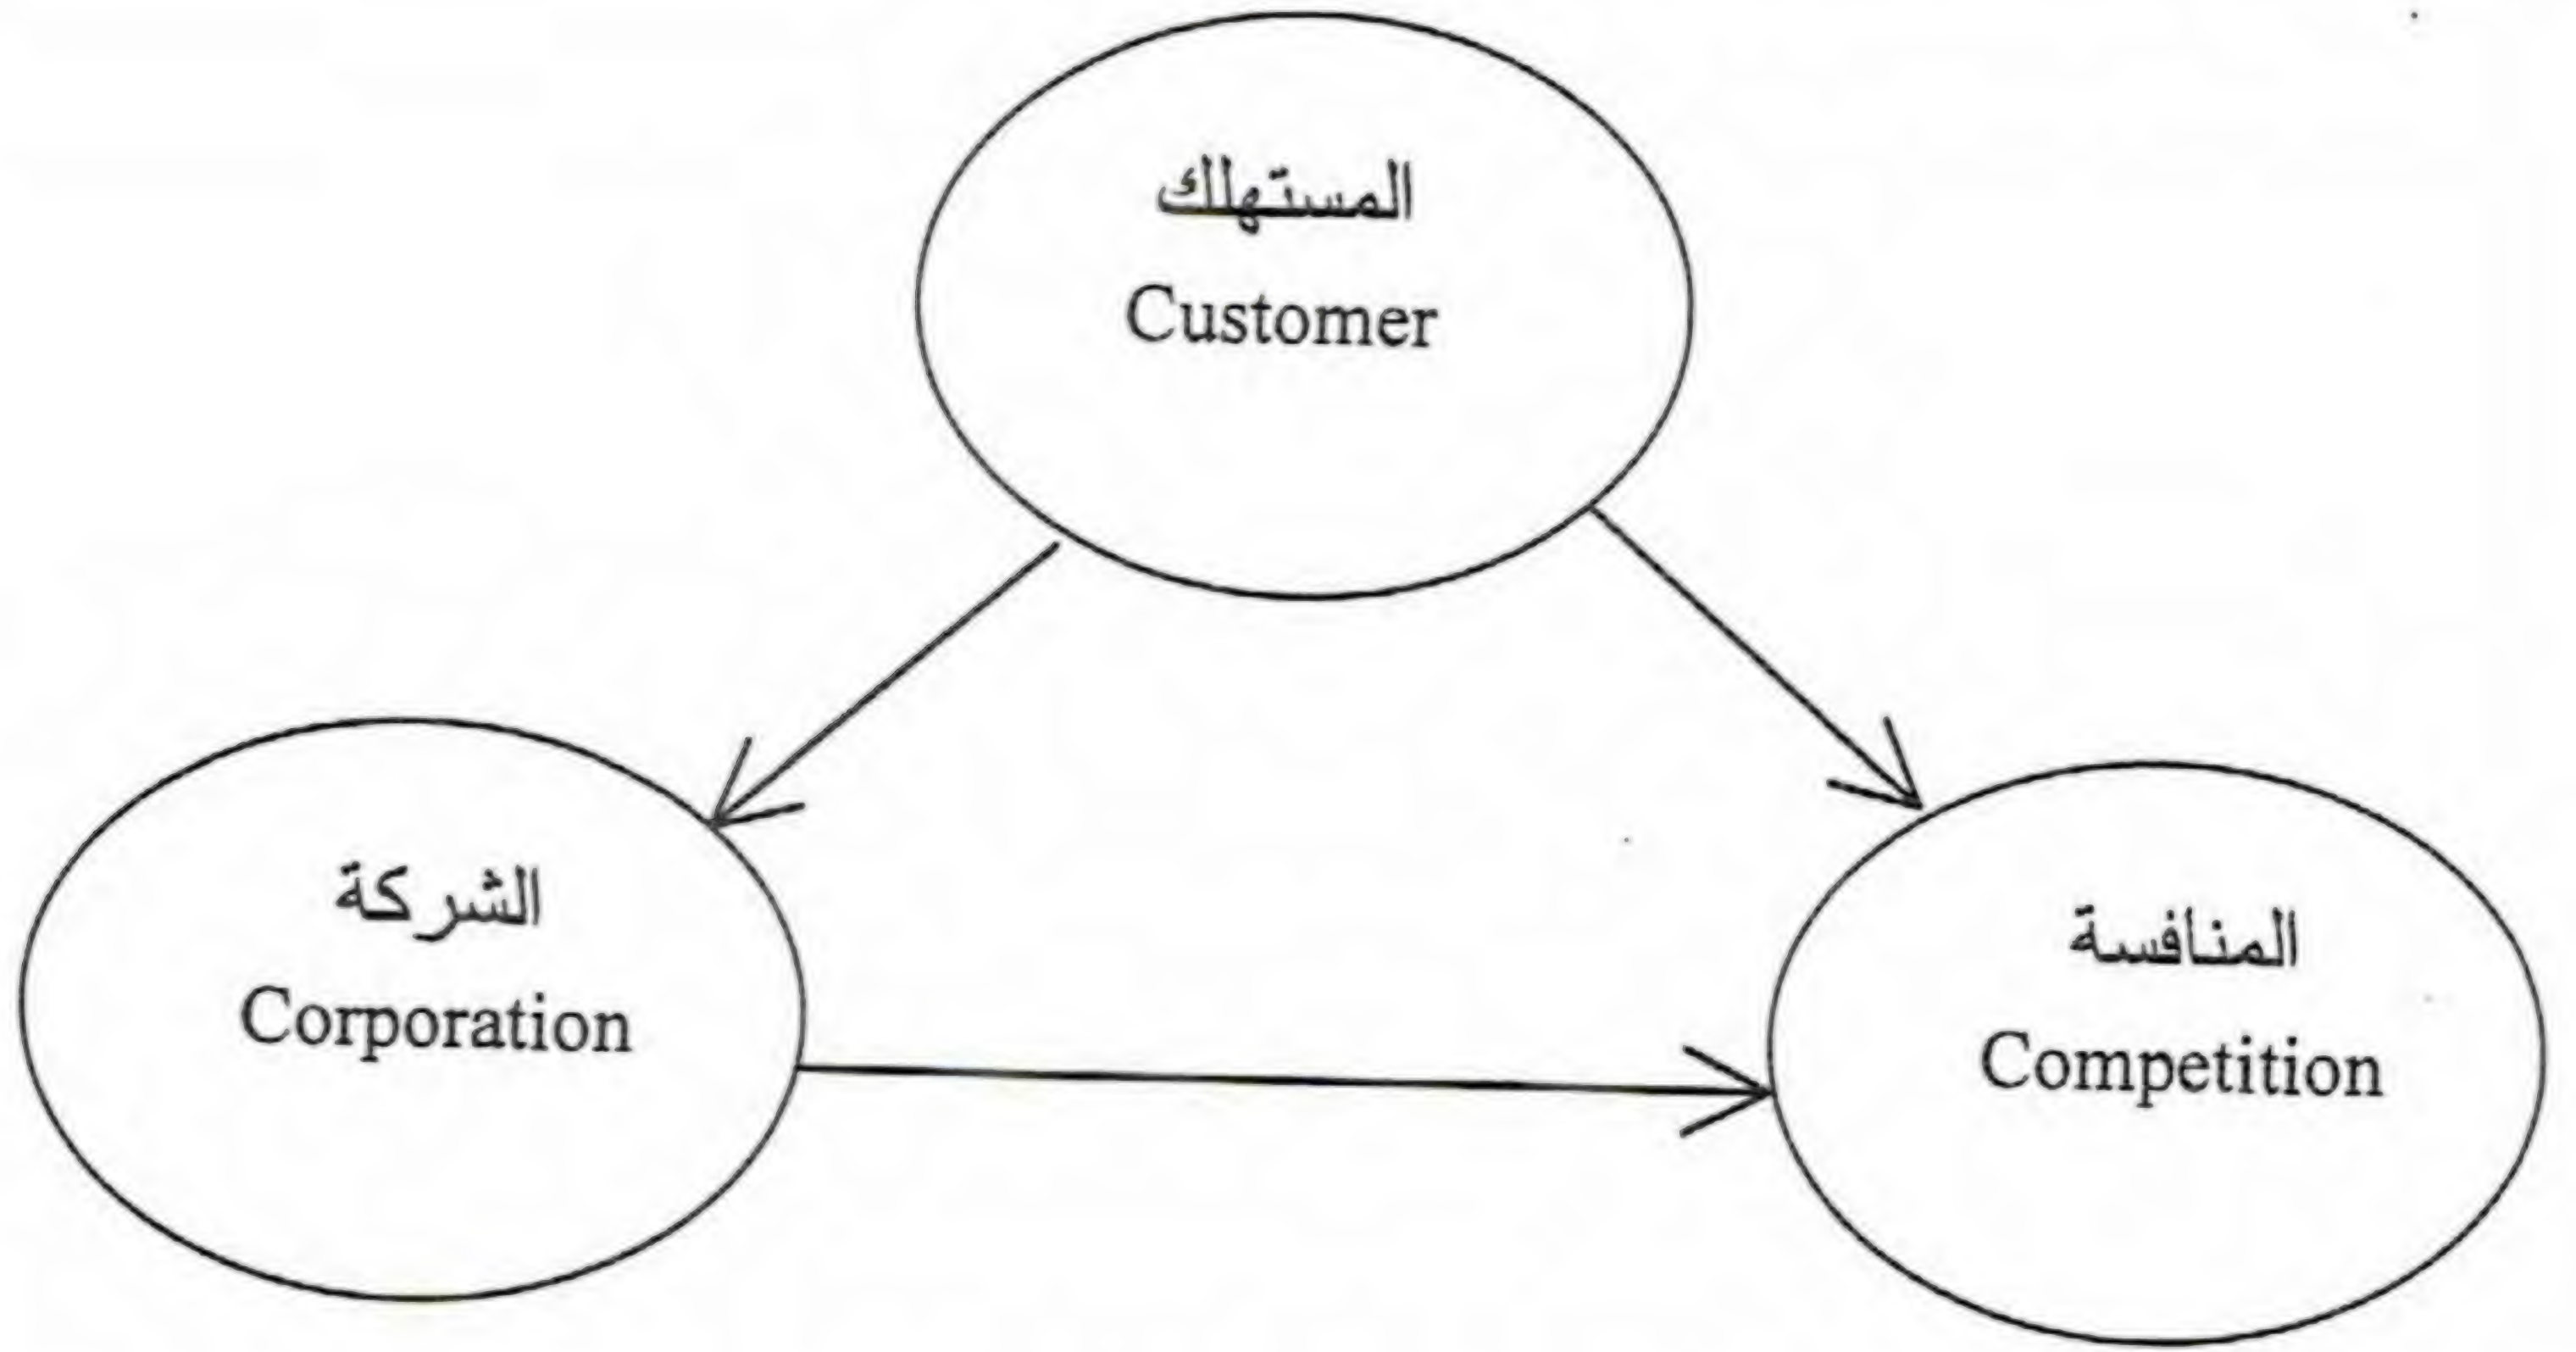 المستهلك
Customer
الشركة
Corporation
المنافسة
Competition